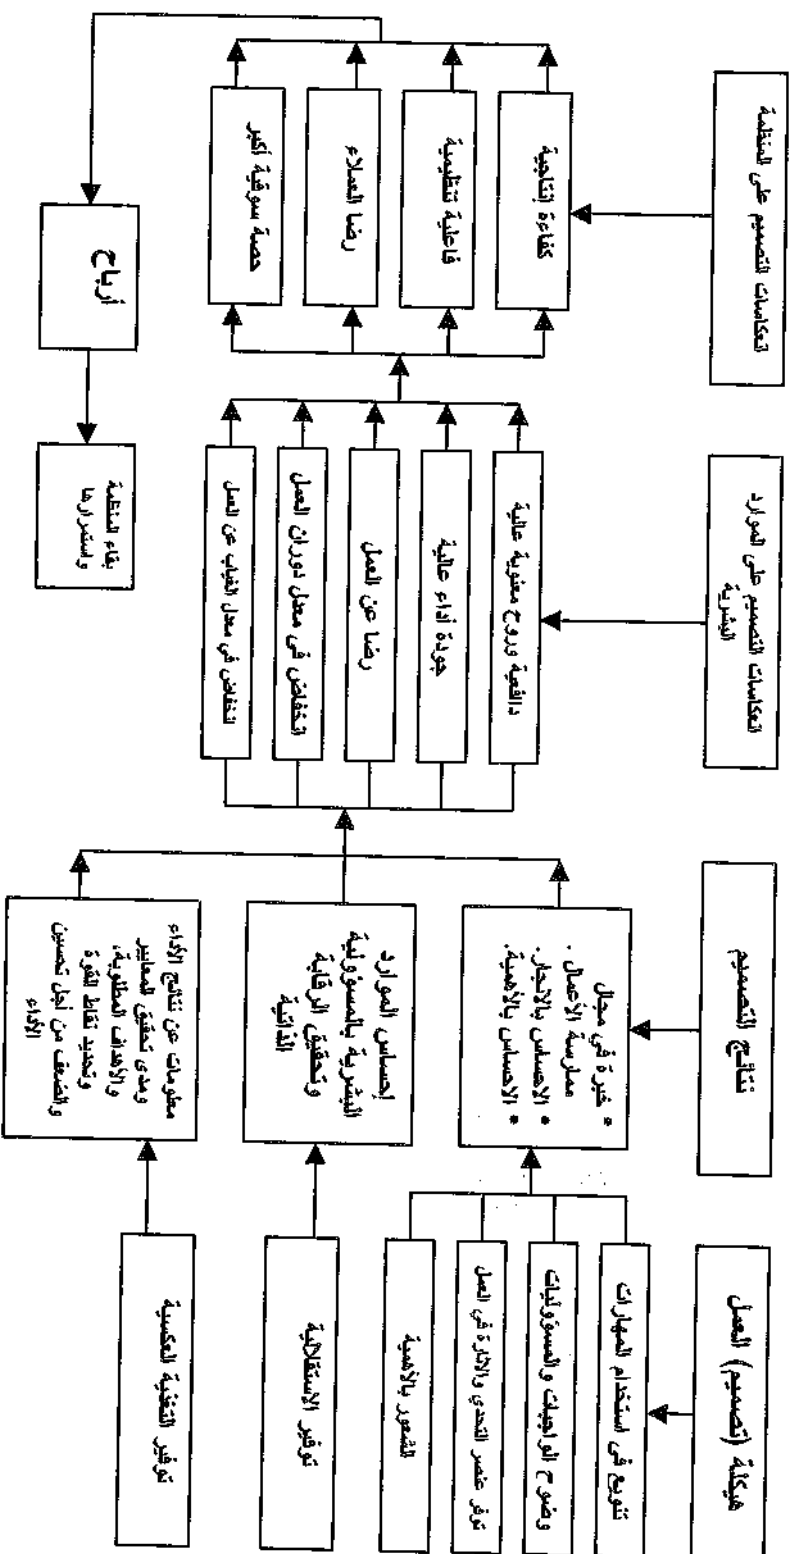 هيكلة (تصميم) العمل
نتائج التصميم
انعكاسات التصميم على الموارد
البشرية
انعكاسات التصميم على المنظمة
تنويع في استخدام المهارات
وضوح الواجبات والمسؤوليات
توفر عنصر التحدي والاثارة في العمل
الشعور بالأهمية
توفير الاستقلالية
توفير التغذية العكسية
* خبرة في مجال
ممارسة الأعمال .
* الاحساس بالانجاز.
* الاحساس بالأهمية.
إحساس الموارد
البشرية بالمسؤولية
وتحقيق الرقابة
الذاتية
معلومات عن نتائج الأداء
ومدى تحقيق المعايير
والأهداف المطلوبة،
وتحديد نقاط القوة
والضعف من أجل تحسين
الأداء
دافعية وروح معنوية عالية
جودة أداء عالية
رضا عن العمل
انخفاض في معدل دوران العمل
انخفاض في معدل الغياب عن العمل
كفاءة إنتاجية
فاعلية تنظيمية
رضا العملاء
حصة سوقية أكبر
أرباح
بقاء المنظمة
واستمرارها